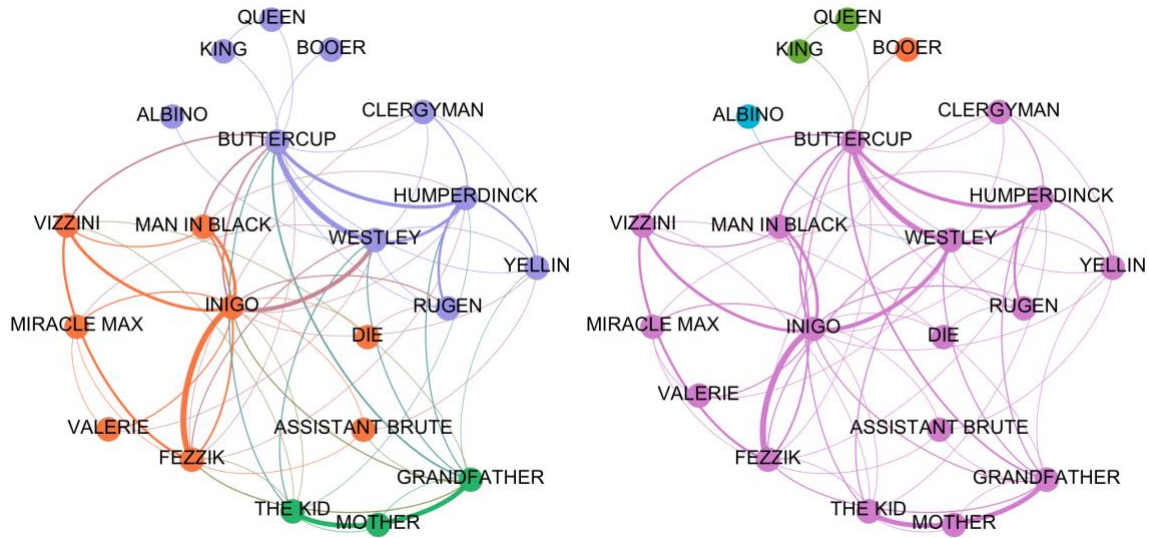 QUEEN
KING
BOOER
ALBINO
CLERGYMAN
BUTTERCUP
HUMPERDINCK
VIZZINI
MAN IN BLACK
WESTLEY
YELLIN
INIGO
RUGEN
MIRACLE MAX
DIE
VALERIE
ASSISTANT BRUTE
FEZZIK
GRANDFATHER
THE KID
MOTHER
QUEEN
KING
BOOER
ALBINO
CLERGYMAN
BUTTERCUP
HUMPERDINCK
VIZZINI
MAN IN BLACK
WESTLEY
YELLIN
RUGEN
MIRACLE MAX
INIGO
DIE
VALERIE
ASSISTANT BRUTE
FEZZIK
GRANDFATHER
THE KID
MOTHER